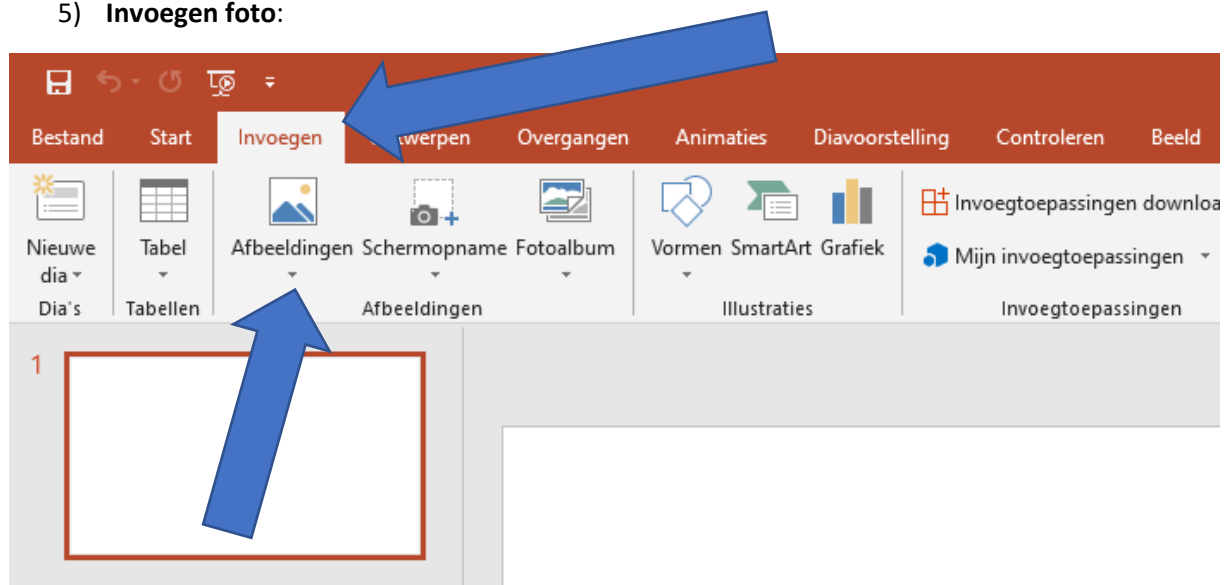 5) Invoegen foto:
Bestand Start Invoegen werpen Overgangen Animaties Diavoorstelling Controleren Beeld
Nieuwe dia Tabel Afbeeldingen Schermopname Fotoalbum Vormen SmartArt Grafiek Invoegtoepassingen downloa
Mijn invoegtoepassingen
Dia's Tabellen Afbeeldingen Illustraties Invoegtoepassingen
1